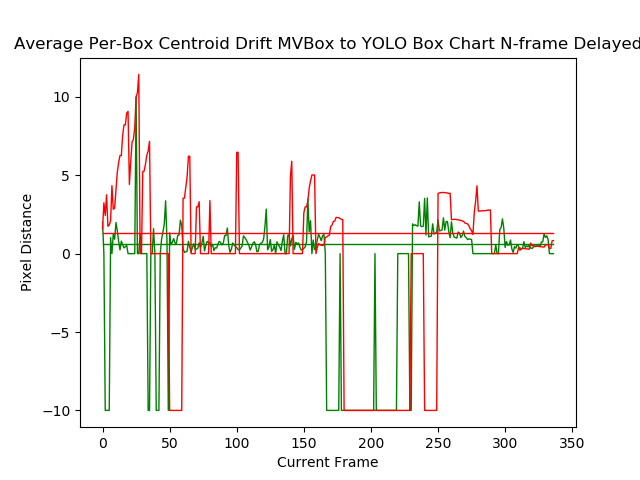 Average Per-Box Centroid Drift MVBox to YOLO Box Chart N-frame Delayed
Pixel Distance
10
5
0
−5
−10
0 50 100 150 200 250 300 350
Current Frame